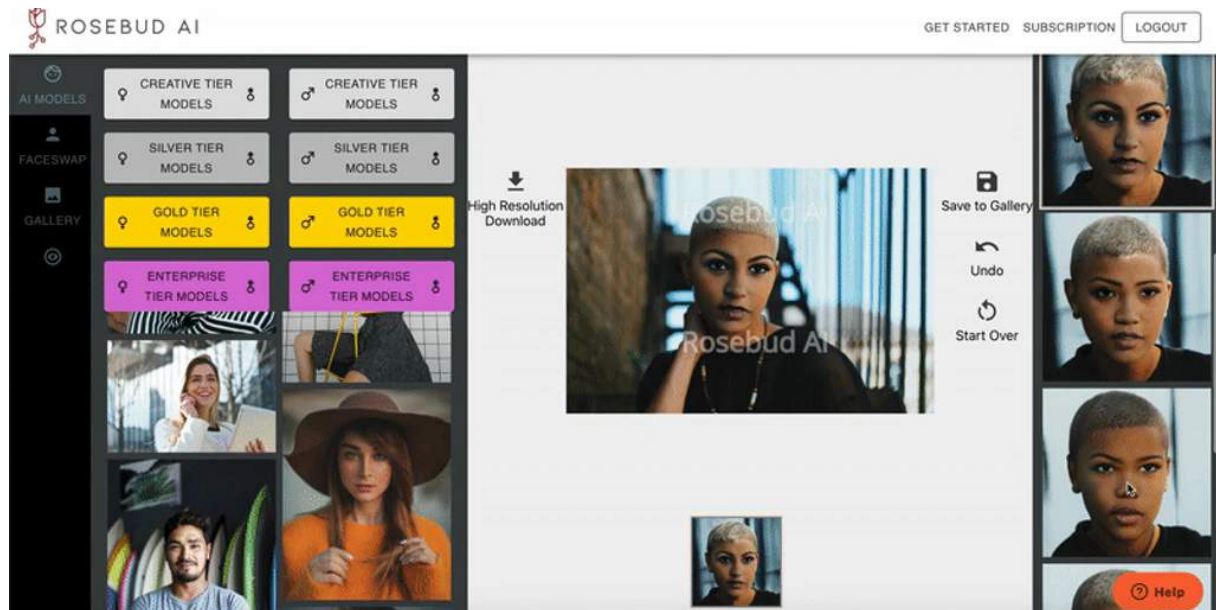 ROSEBUD AI
GET STARTED
SUBSCRIPTION
LOGOUT
AI MODELS
FACESWAP
GALLERY
CREATIVE TIER
MODELS
CREATIVE TIER
MODELS
SILVER TIER
MODELS
SILVER TIER
MODELS
GOLD TIER
MODELS
GOLD TIER
MODELS
ENTERPRISE
TIER MODELS
ENTERPRISE
TIER MODELS
High Resolution
Download
Rosebud AI
Rosebud AI
Save to Gallery
Undo
Start Over
Help